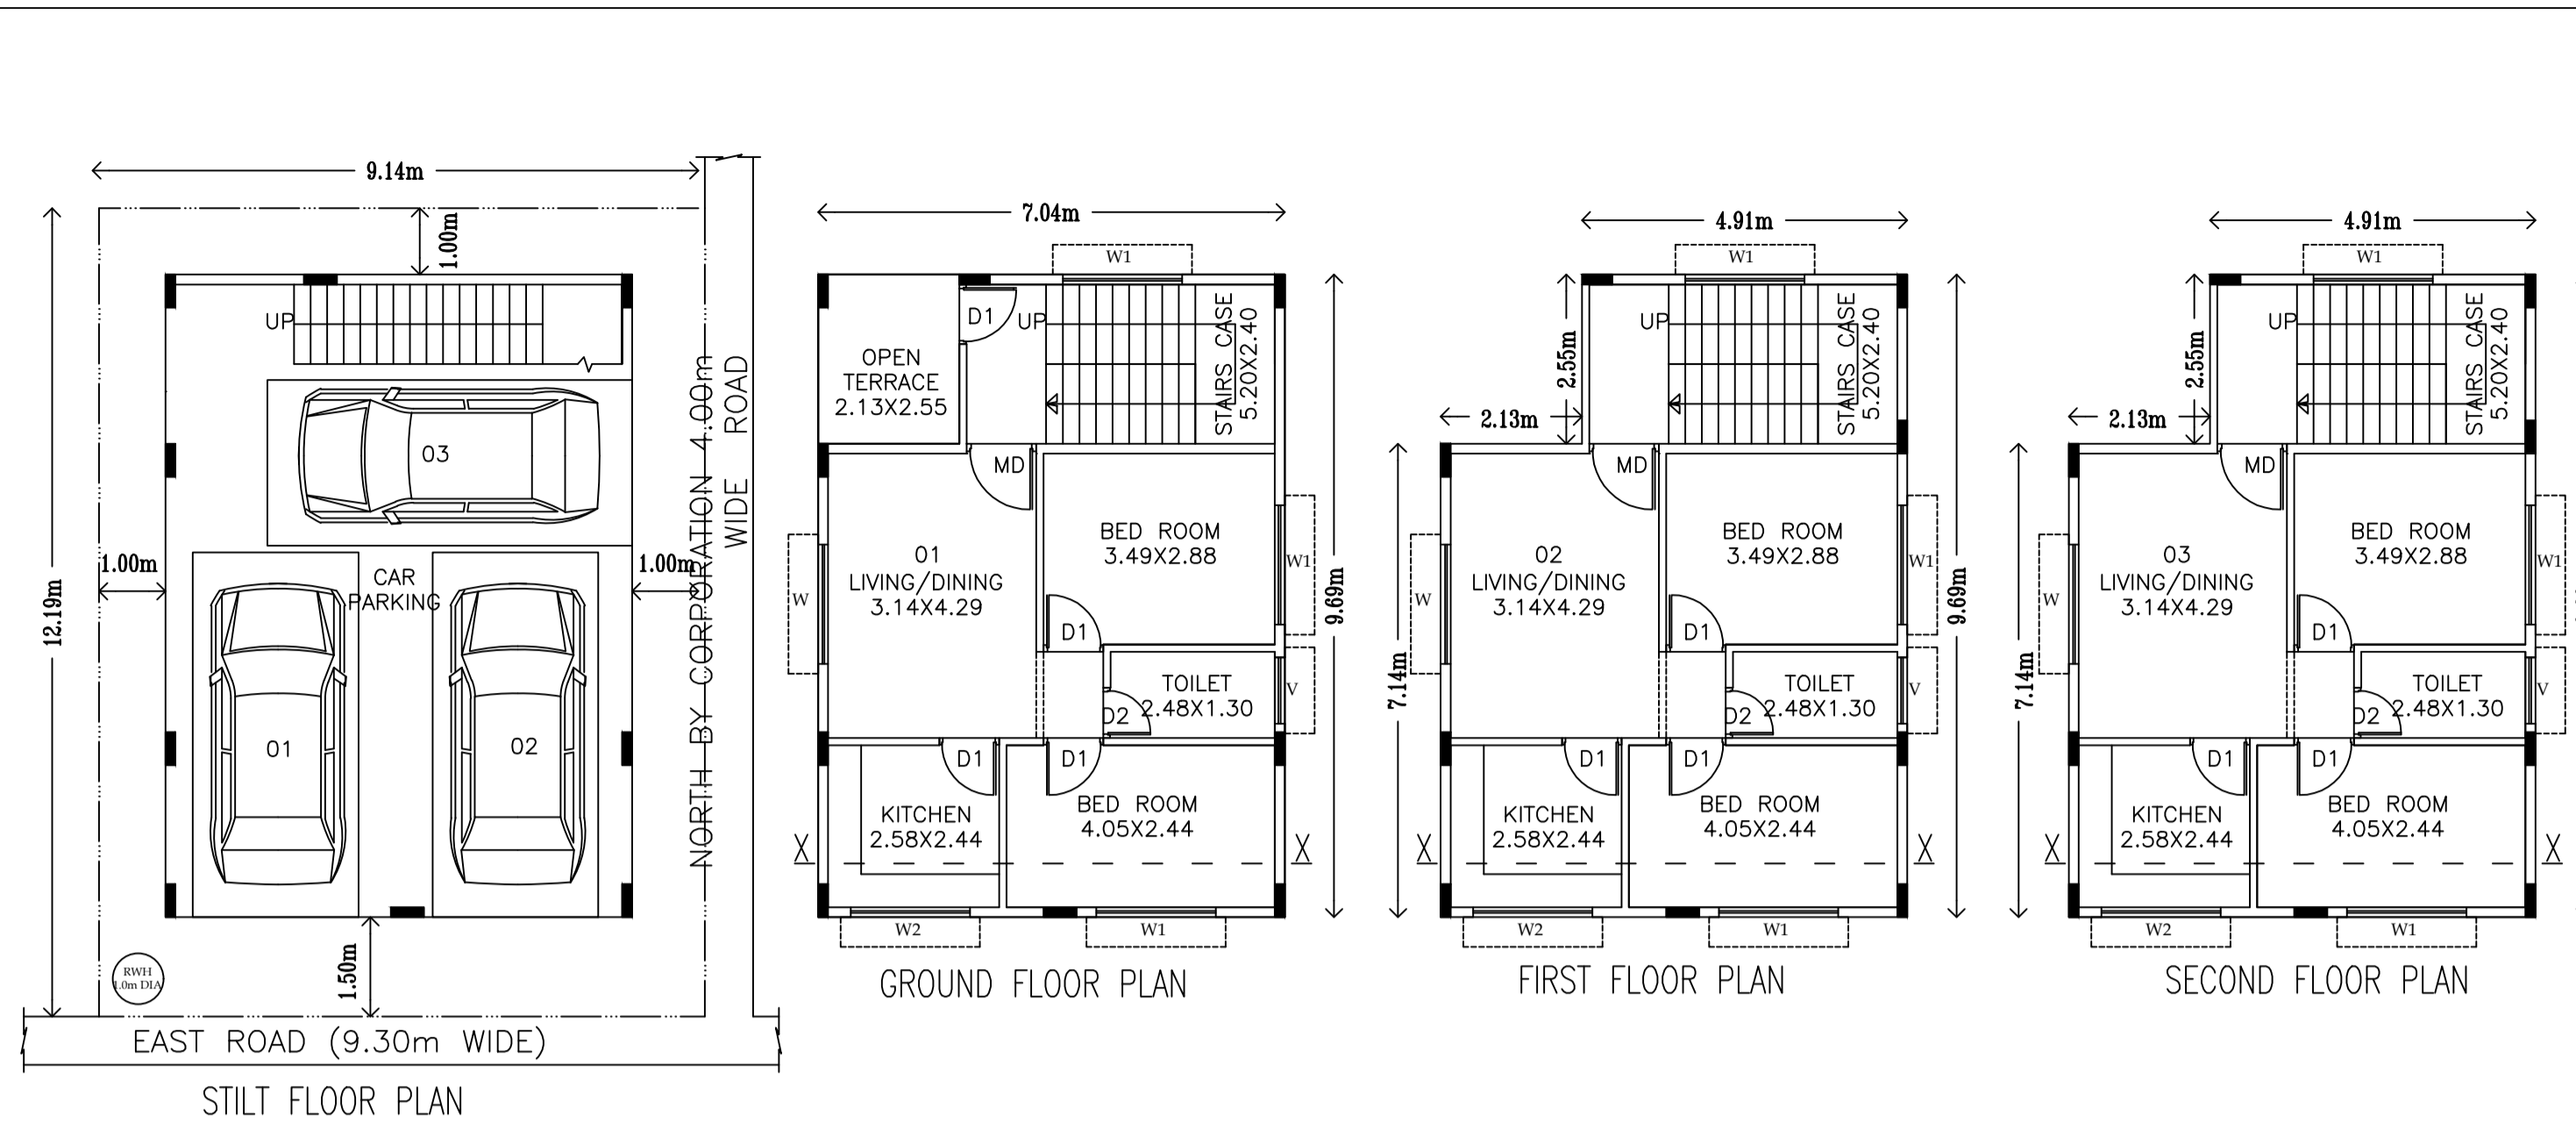 9.14m
1.00m
12.19m
UP
03
1.00m
1.00m
CAR
PARKING
01
02
1.50m
RWH
1.0m DIA
NORTH BY CORPORATION 4.00m
WIDE ROAD
EAST ROAD (9.30m WIDE)
STILT FLOOR PLAN
7.04m
W1
D1
UP
STAIRS CASE
5.20X2.40
OPEN
TERRACE
2.13X2.55
MD
BED ROOM
3.49X2.88
W1
01
LIVING/DINING
3.14X4.29
W
9.69m
D1
TOILET
2.48X1.30
V
D2
D1
D1
KITCHEN
2.58X2.44
BED ROOM
4.05X2.44
X
X
W2
W1
GROUND FLOOR PLAN
4.91m
W1
UP
STAIRS CASE
5.20X2.40
2.55m
2.13m
MD
BED ROOM
3.49X2.88
W1
02
LIVING/DINING
3.14X4.29
W
9.69m
7.14m
D1
TOILET
2.48X1.30
V
D2
D1
D1
KITCHEN
2.58X2.44
BED ROOM
4.05X2.44
X
X
W2
W1
FIRST FLOOR PLAN
4.91m
W1
UP
STAIRS CASE
5.20X2.40
2.55m
2.13m
MD
BED ROOM
3.49X2.88
W1
03
LIVING/DINING
3.14X4.29
W
7.14m
D1
TOILET
2.48X1.30
V
D2
D1
D1
KITCHEN
2.58X2.44
BED ROOM
4.05X2.44
X
X
W2
W1
SECOND FLOOR PLAN